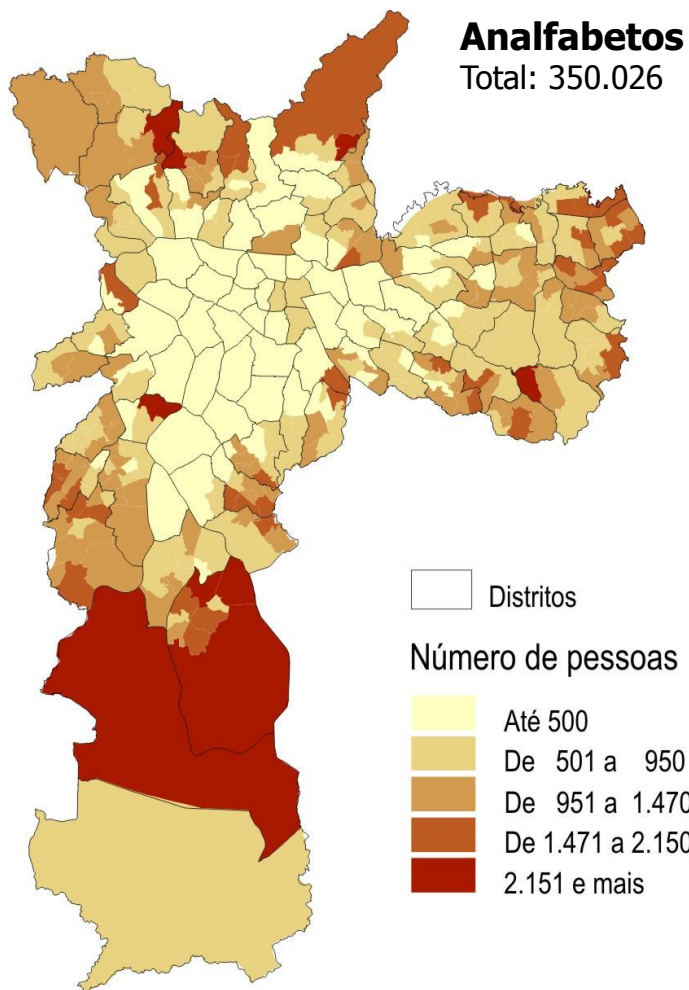 Analfabetos
Total: 350.026
Distritos
Número de pessoas
Até 500
De 501 a 950
De 951 a 1.470
De 1.471 a 2.150
2.151 e mais